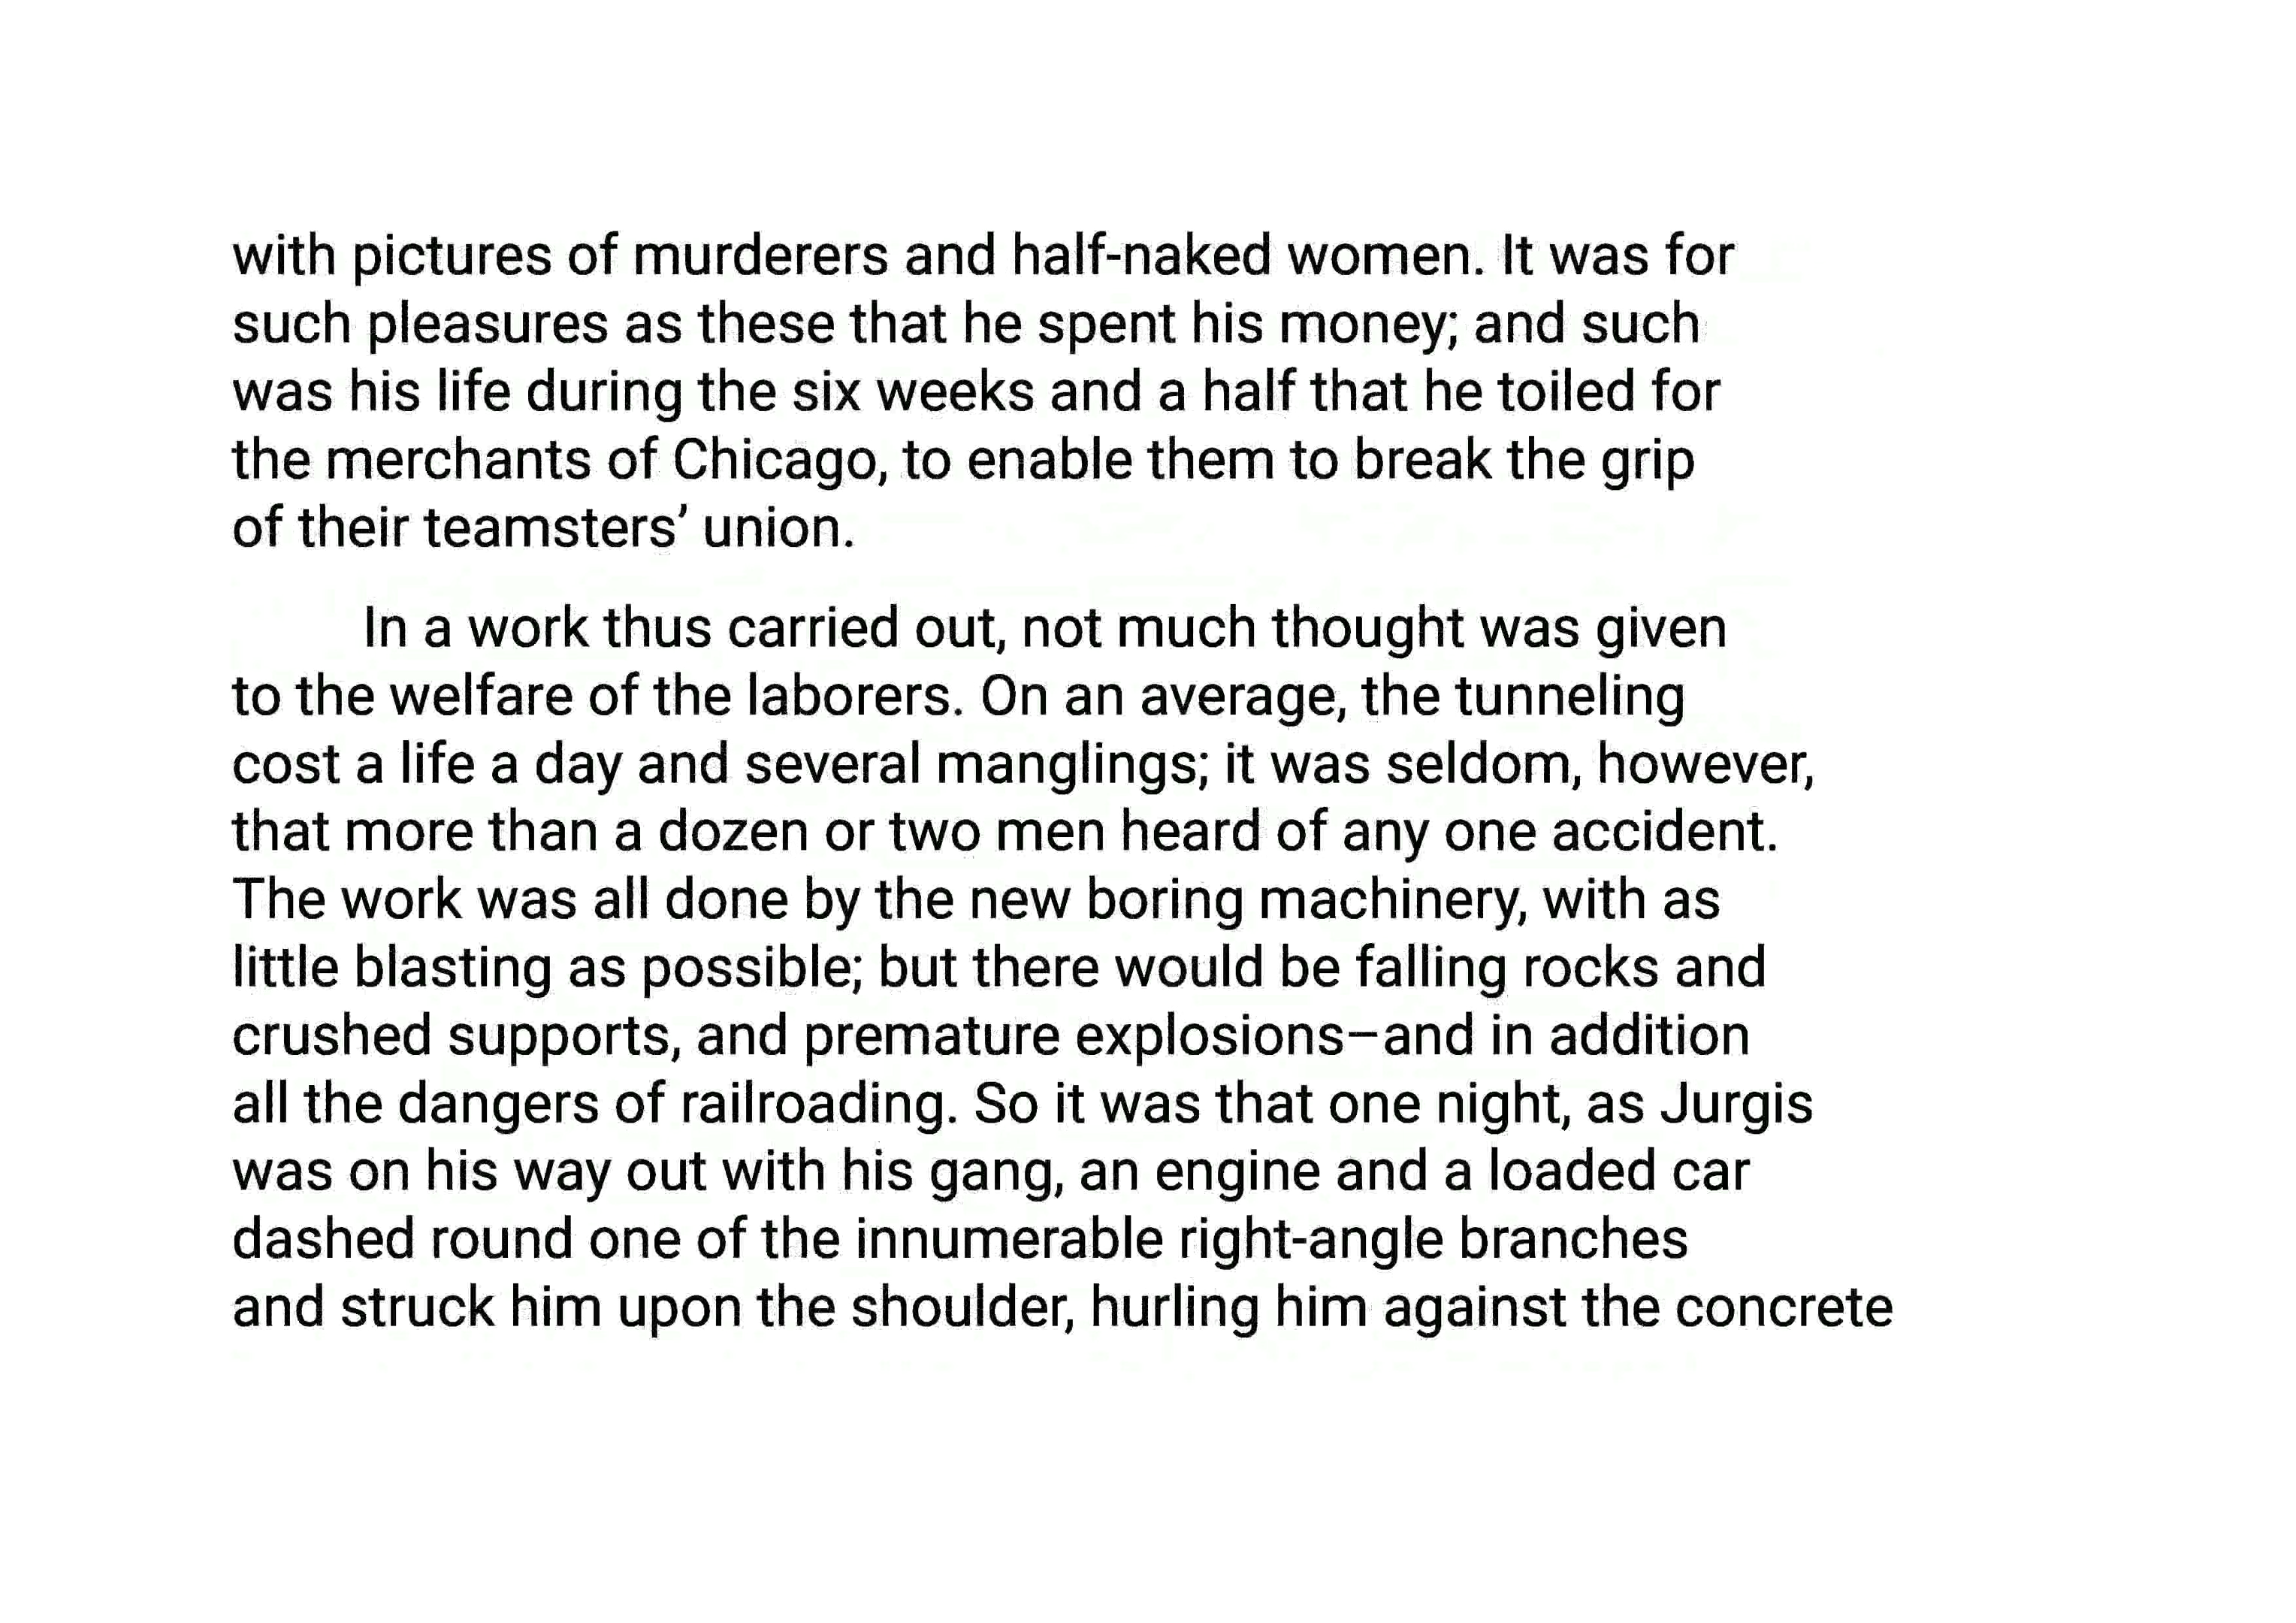 with pictures of murderers and half-naked women. It was for
such pleasures as these that he spent his money; and such
was his life during the six weeks and a half that he toiled for
the merchants of Chicago, to enable them to break the grip
of their teamsters’ union.
In a work thus carried out, not much thought was given
to the welfare of the laborers. On an average, the tunneling
cost a life a day and several manglings; it was seldom, however,
that more than a dozen or two men heard of any one accident.
The work was all done by the new boring machinery, with as
little blasting as possible; but there would be falling rocks and
crushed supports, and premature explosions—and in addition
all the dangers of railroading. So it was that one night, as Jurgis
was on his way out with his gang, an engine and a loaded car
dashed round one of the innumerable right-angle branches
and struck him upon the shoulder, hurling him against the concrete